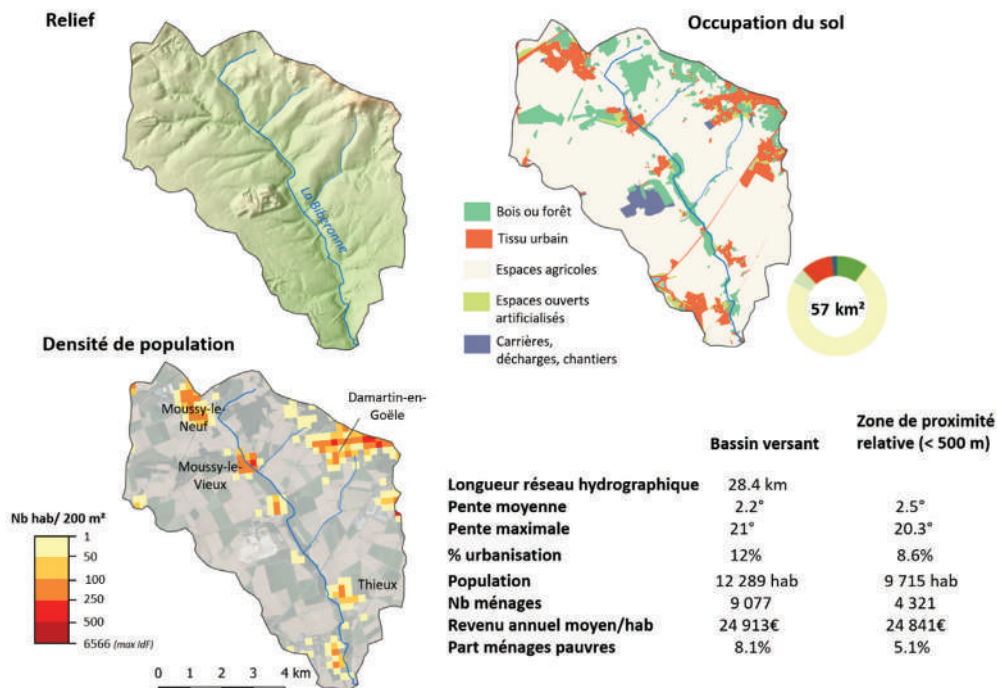 Relief
La Biberonne
Occupation du sol
Bois ou forêt
Tissu urbain
Espaces agricoles
Espaces ouverts
artificialisés
Carrières,
décharges, chantiers
57 km²
Densité de population
Moussy-le-
Neuf
Damartin-en-
Goële
Moussy-le-
Vieux
Thieux
Nb hab/ 200 m²
1
50
100
250
500
6566 (max IdF)
0 1 2 3 4 km
Bassin versant
Zone de proximité
relative (< 500 m)
Longueur réseau hydrographique 28.4 km
Pente moyenne 2.2° 2.5°
Pente maximale 21° 20.3°
% urbanisation 12% 8.6%
Population 12 289 hab 9 715 hab
Nb ménages 9 077 4 321
Revenu annuel moyen/hab 24 913€ 24 841€
Part ménages pauvres 8.1% 5.1%